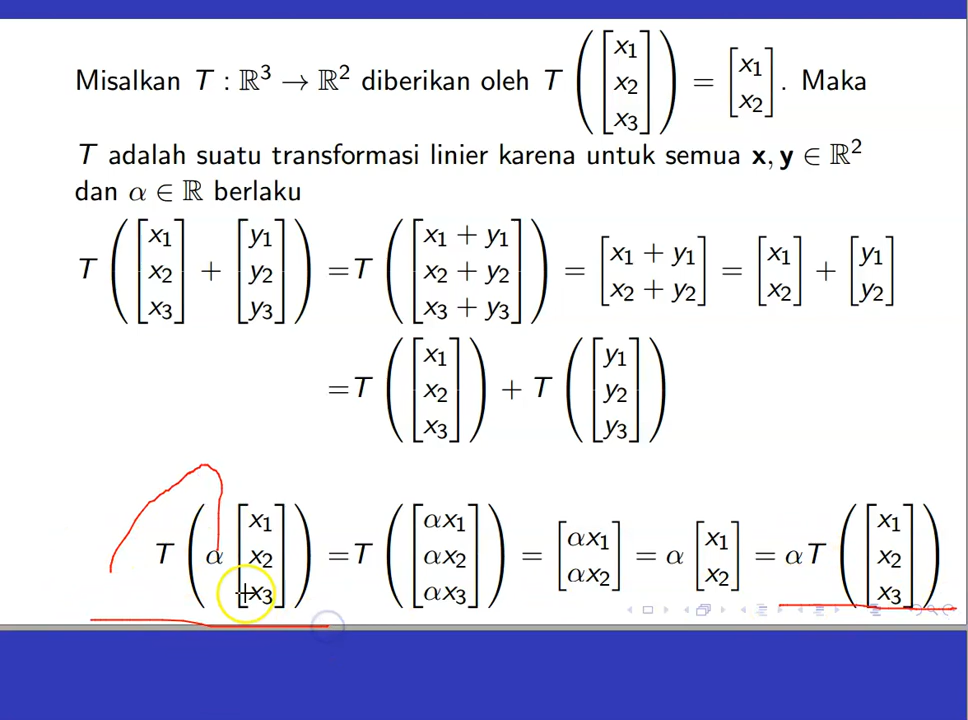 Misalkan T : ℝ³ → ℝ² diberikan oleh T([x₁ x₂ x₃]) = [x₁ x₂]. Maka
T adalah suatu transformasi linier karena untuk semua x, y ∈ ℝ²
dan α ∈ ℝ berlaku
T([x₁ x₂ x₃] + [y₁ y₂ y₃]) =T([x₁ + y₁ x₂ + y₂ x₃ + y₃]) = [x₁ + y₁ x₂ + y₂] = [x₁ x₂] + [y₁ y₂]
=T([x₁ x₂ x₃]) + T([y₁ y₂ y₃])
T(α[x₁ x₂ x₃]) =T([αx₁ αx₂ αx₃]) = [αx₁ αx₂] = α[x₁ x₂] = αT([x₁ x₂ x₃])